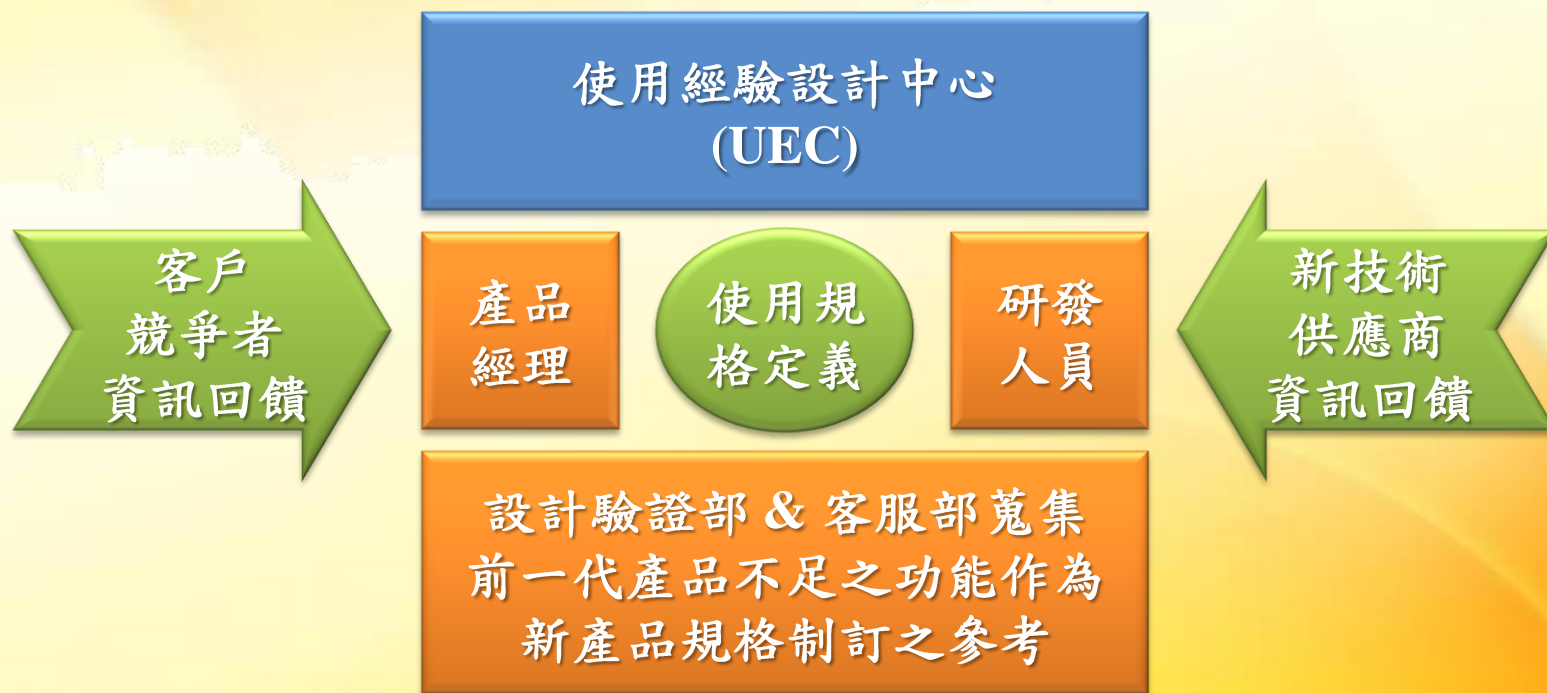 使用經驗設計中心
(UEC)
客戶
競爭者
資訊回饋
產品
經理
使用規
格定義
研發
人員
新技術
供應商
資訊回饋
設計驗證部 & 客服部蒐集
前一代產品不足之功能作為
新產品規格制訂之參考